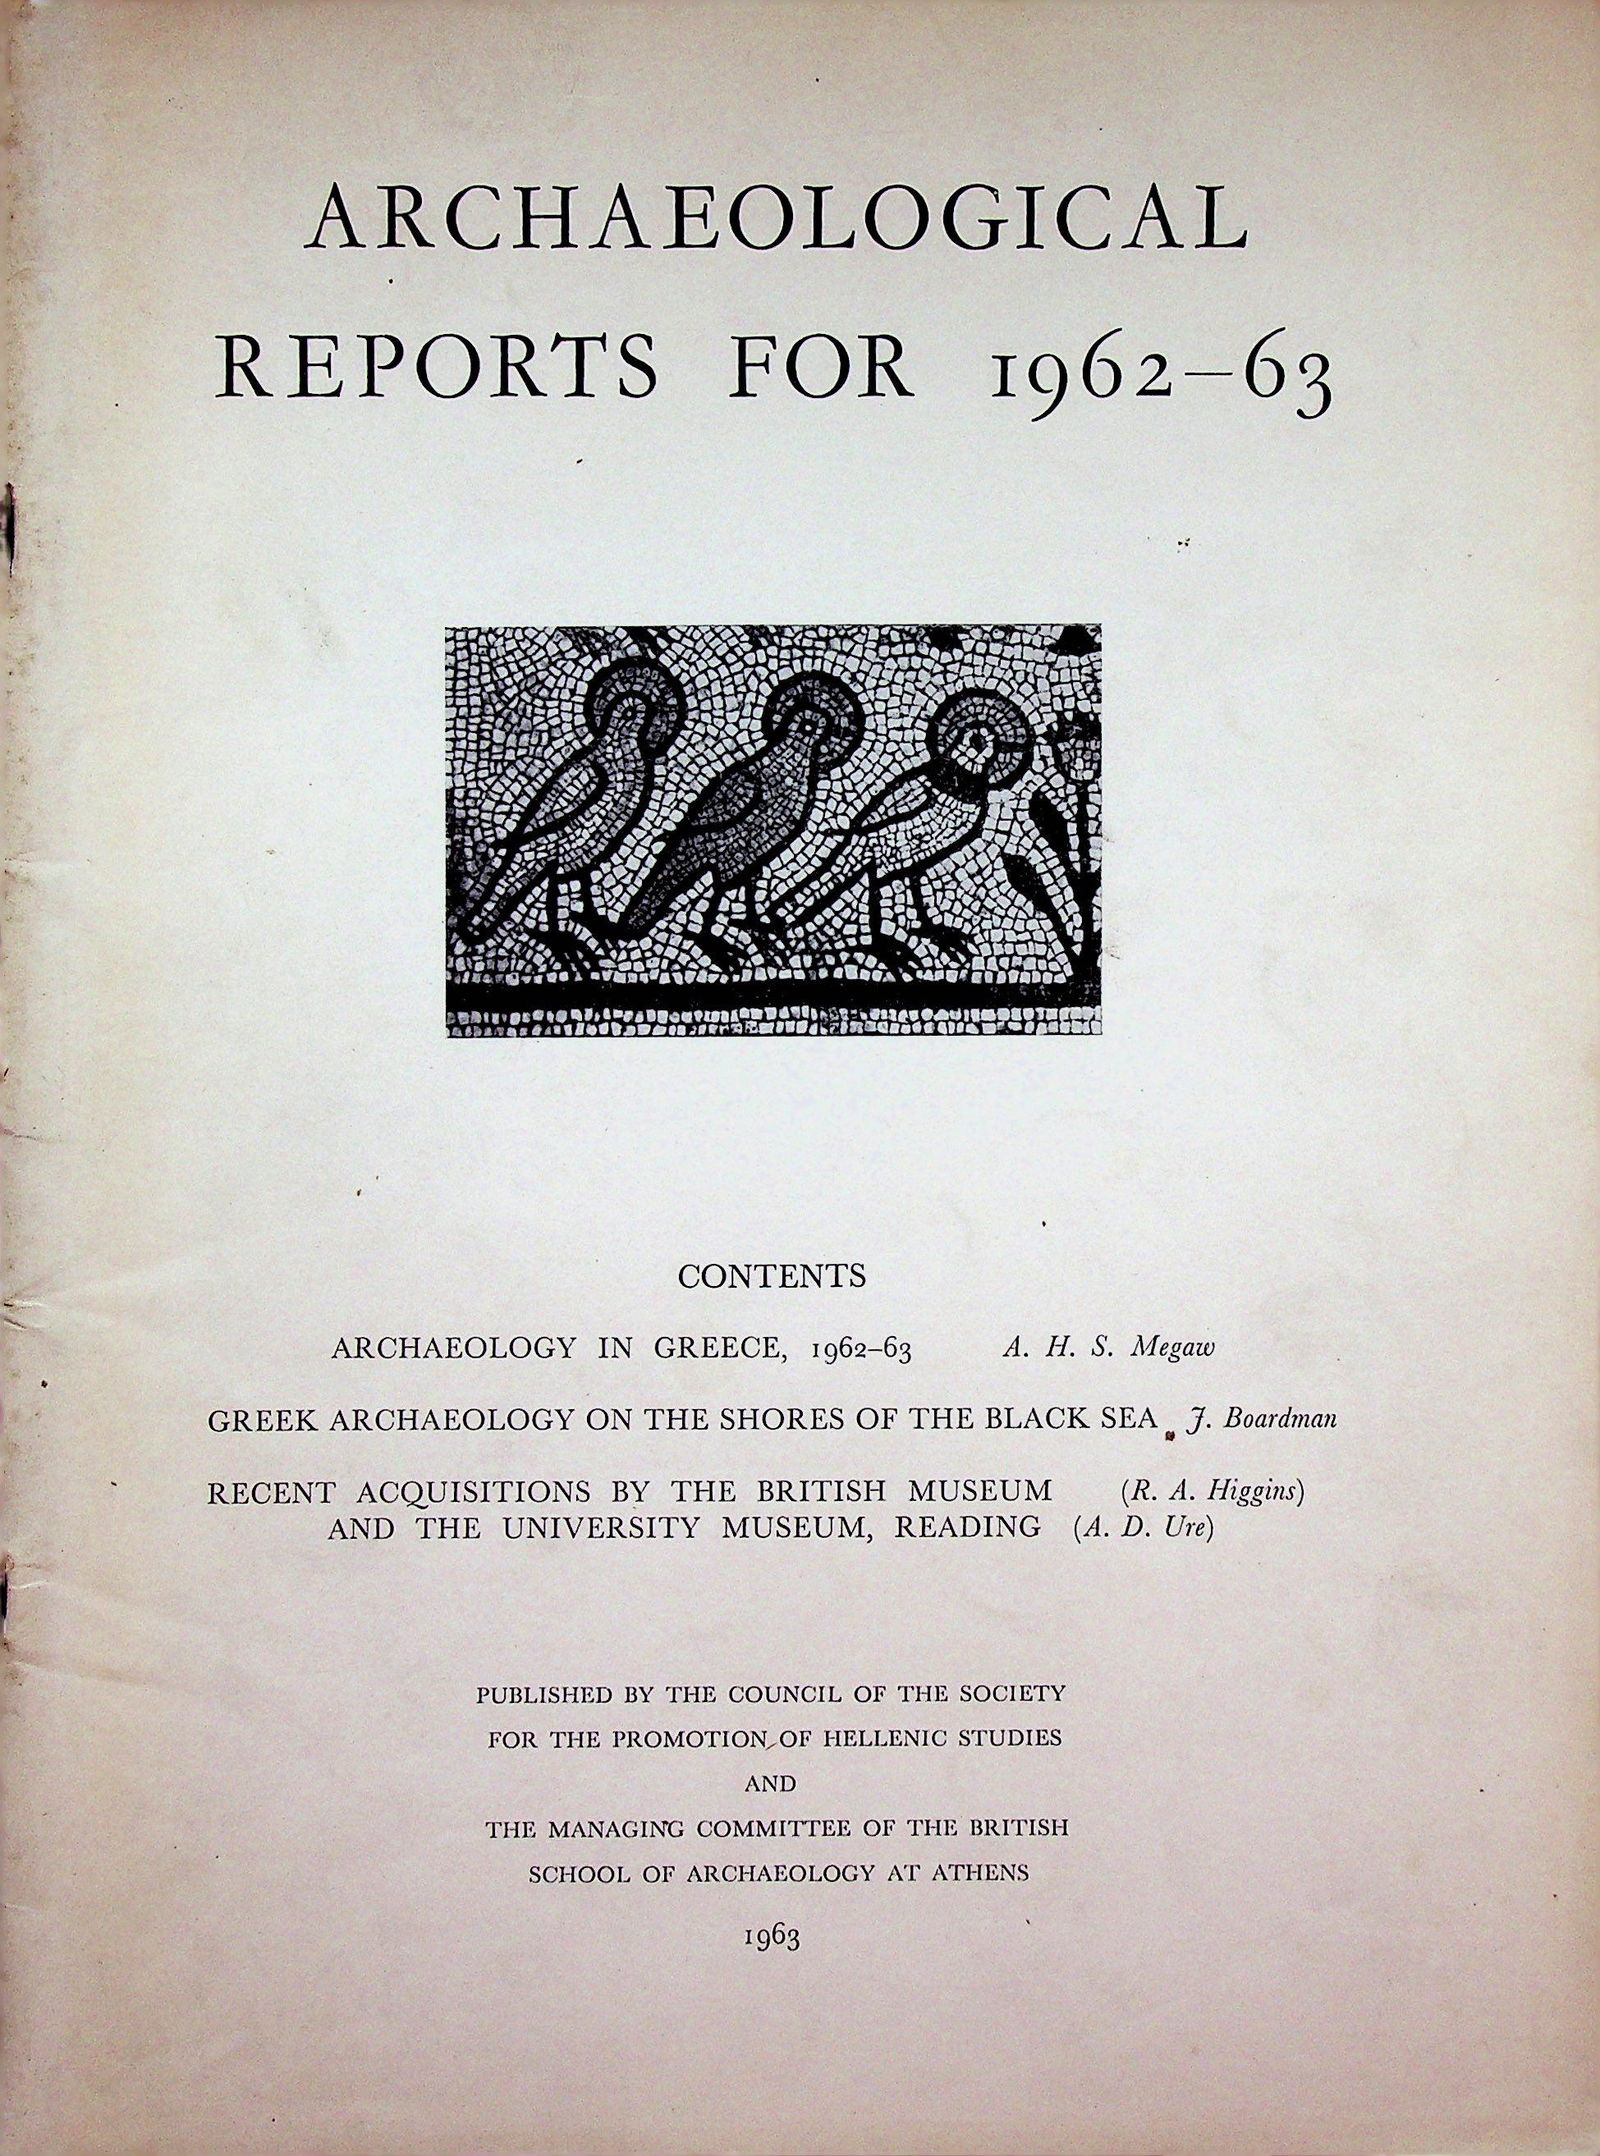 ARCHAEOLOGICAL
REPORTS FOR 1962–63
CONTENTS
ARCHAEOLOGY IN GREECE, 1962–63 A. H. S. Megaw
GREEK ARCHAEOLOGY ON THE SHORES OF THE BLACK SEA J. Boardman
RECENT ACQUISITIONS BY THE BRITISH MUSEUM (R. A. Higgins)
AND THE UNIVERSITY MUSEUM, READING (A. D. Ure)
PUBLISHED BY THE COUNCIL OF THE SOCIETY
FOR THE PROMOTION OF HELLENIC STUDIES
AND
THE MANAGING COMMITTEE OF THE BRITISH
SCHOOL OF ARCHAEOLOGY AT ATHENS
1963